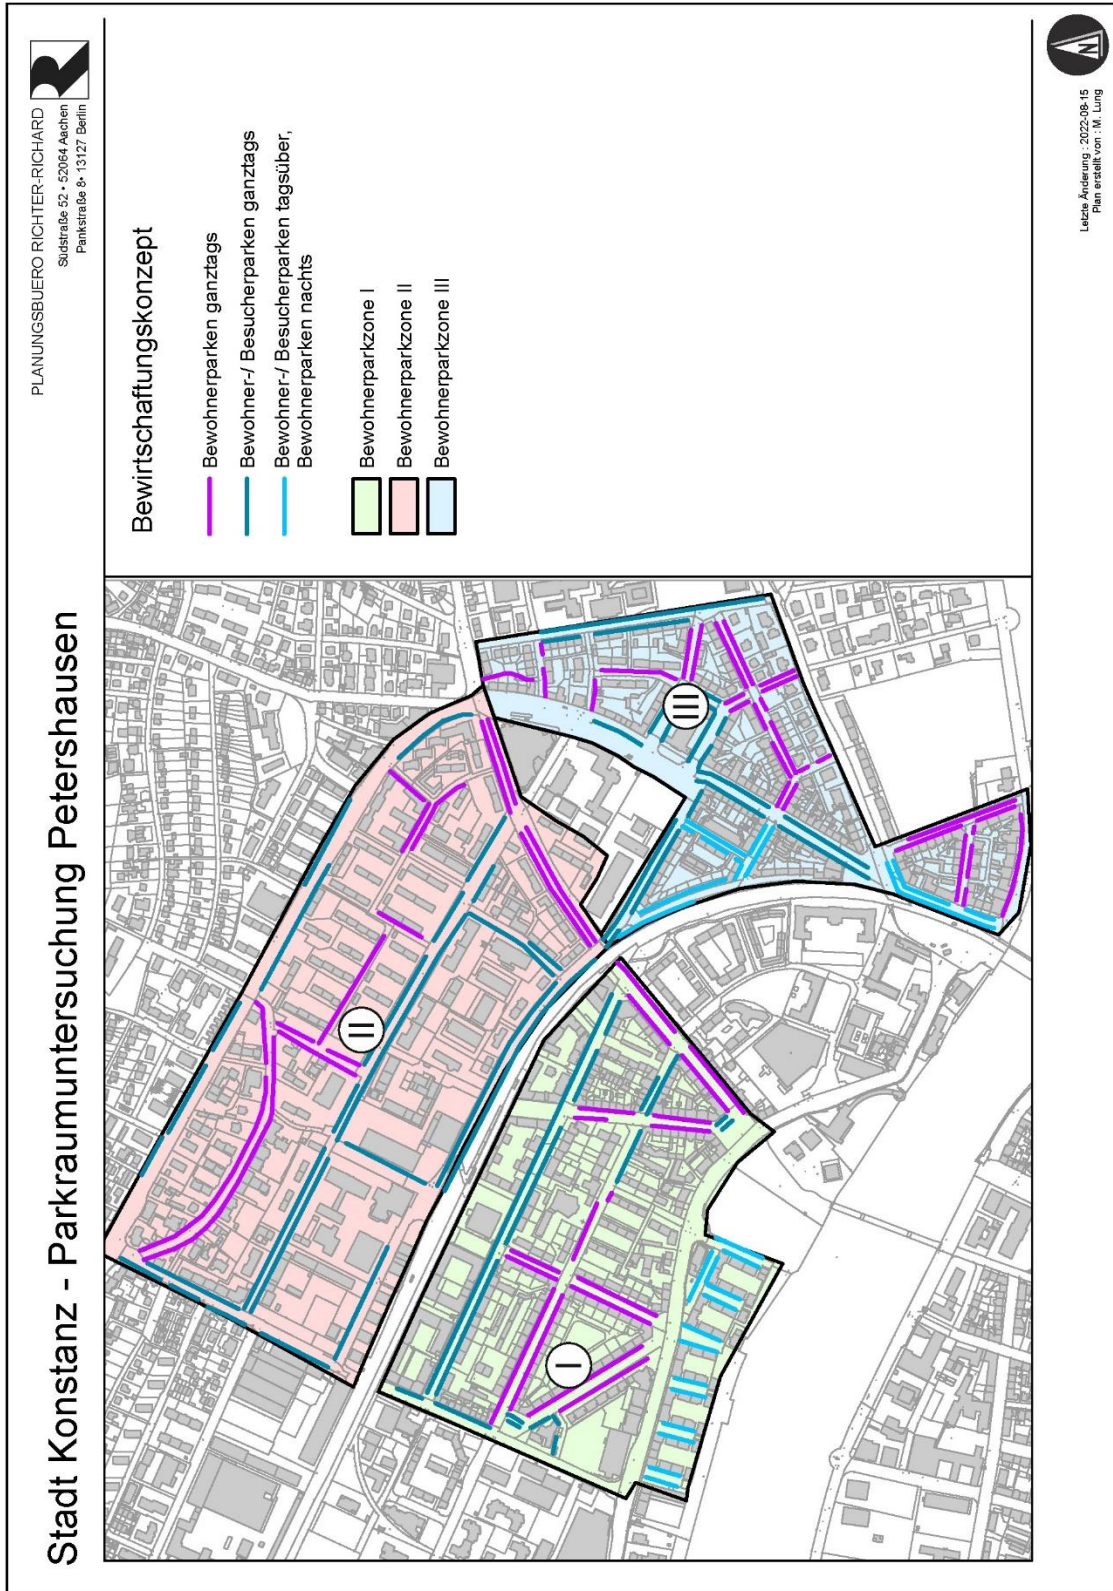 Stadt Konstanz - Parkraumuntersuchung Petershausen
PLANUNGSBUERO RICHTER-RICHARD
Südstraße 52 • 52064 Aachen
Pankstraße 8 • 13127 Berlin
R
Bewirtschaftungskonzept
Bewohnerparken ganztags
Bewohner-/ Besucherparken ganztags
Bewohner-/ Besucherparken tagsüber,
Bewohnerparken nachts
Bewohnerparkzone I
Bewohnerparkzone II
Bewohnerparkzone III
II
III
I
N
Letzte Änderung : 2022-08-15
Plan erstellt von : M. Lung